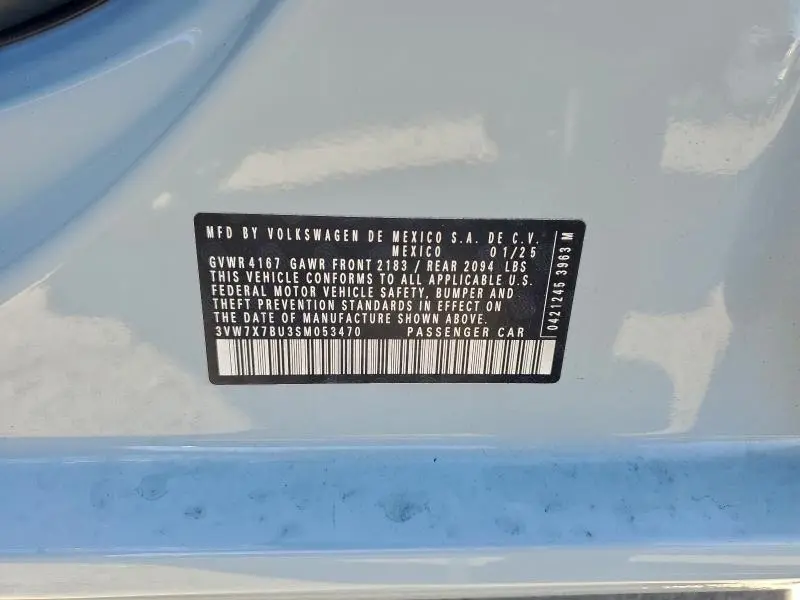 MFD BY VOLKSWAGEN DE MEXICO S.A. DE C.V.
MEXICO 01/25
GVWR 4167 GAWR FRONT 2183 / REAR 2094 LBS
THIS VEHICLE CONFORMS TO ALL APPLICABLE U.S.
FEDERAL MOTOR VEHICLE SAFETY, BUMPER AND
THEFT PREVENTION STANDARDS IN EFFECT ON
THE DATE OF MANUFACTURE SHOWN ABOVE.
3VW7X7BU3SM053470 PASSENGER CAR
0421245 3963 M